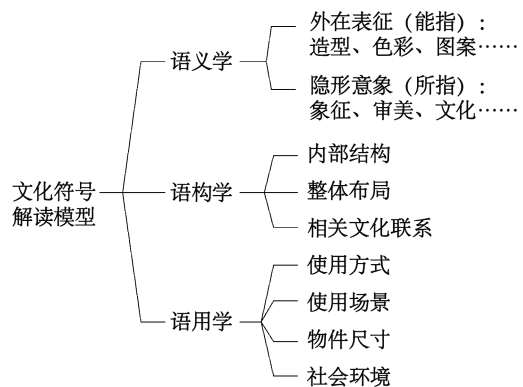 文化符号
解读模型
语义学
外在表征（能指）：
造型、色彩、图案……
隐形意象（所指）：
象征、审美、文化……
语构学
内部结构
整体布局
相关文化联系
语用学
使用方式
使用场景
物件尺寸
社会环境